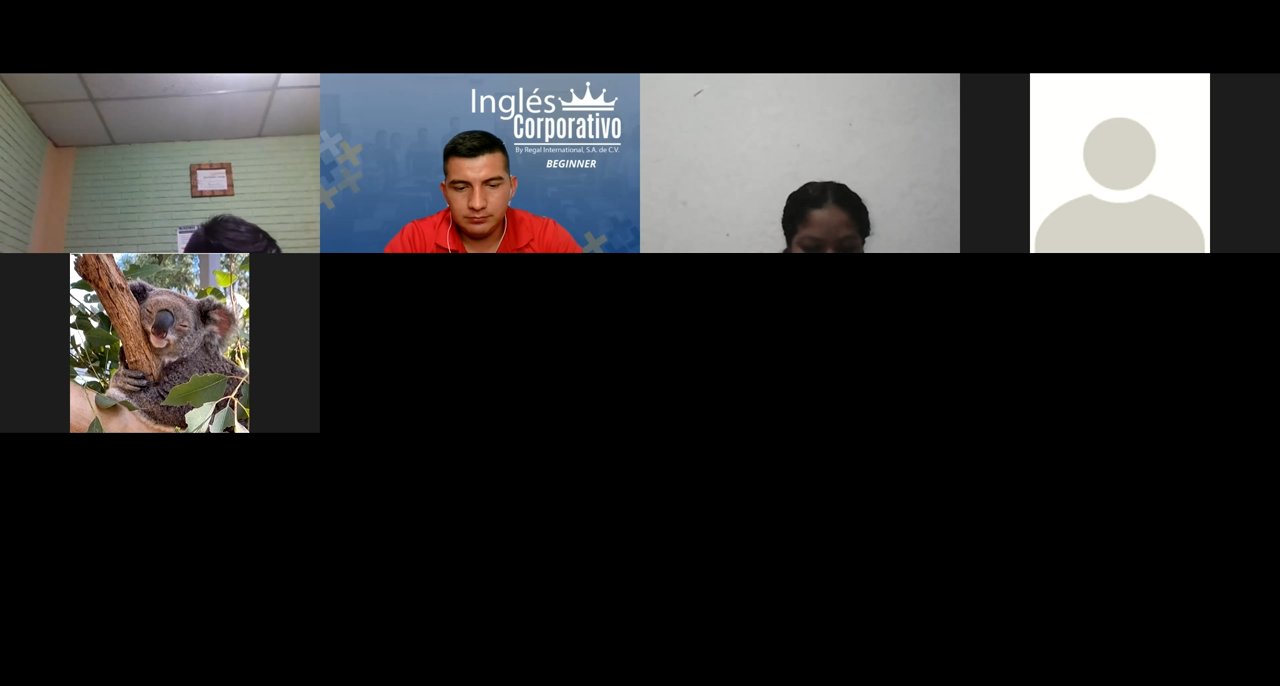 Inglés
Corporativo
By Regal International, S.A. de C.V.
BEGINNER